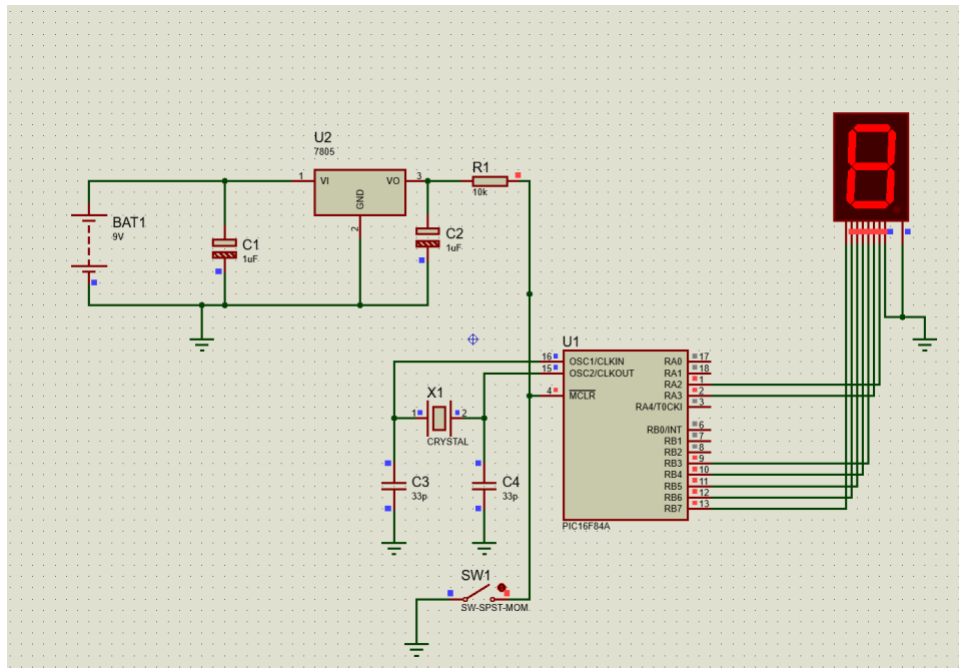 U2
7805
1
VI
VO
3
GND
2
R1
10k
BAT1
9V
C1
1uF
C2
1uF
U1
16
OSC1/CLKIN
15
OSC2/CLKOUT
4
MCLR
RA0
17
RA1
18
RA2
1
RA3
2
RA4/T0CKI
3
RB0/INT
6
RB1
7
RB2
8
RB3
9
RB4
10
RB5
11
RB6
12
RB7
13
PIC16F84A
X1
1
2
CRYSTAL
C3
33p
C4
33p
SW1
SW-SPST-MOM
8